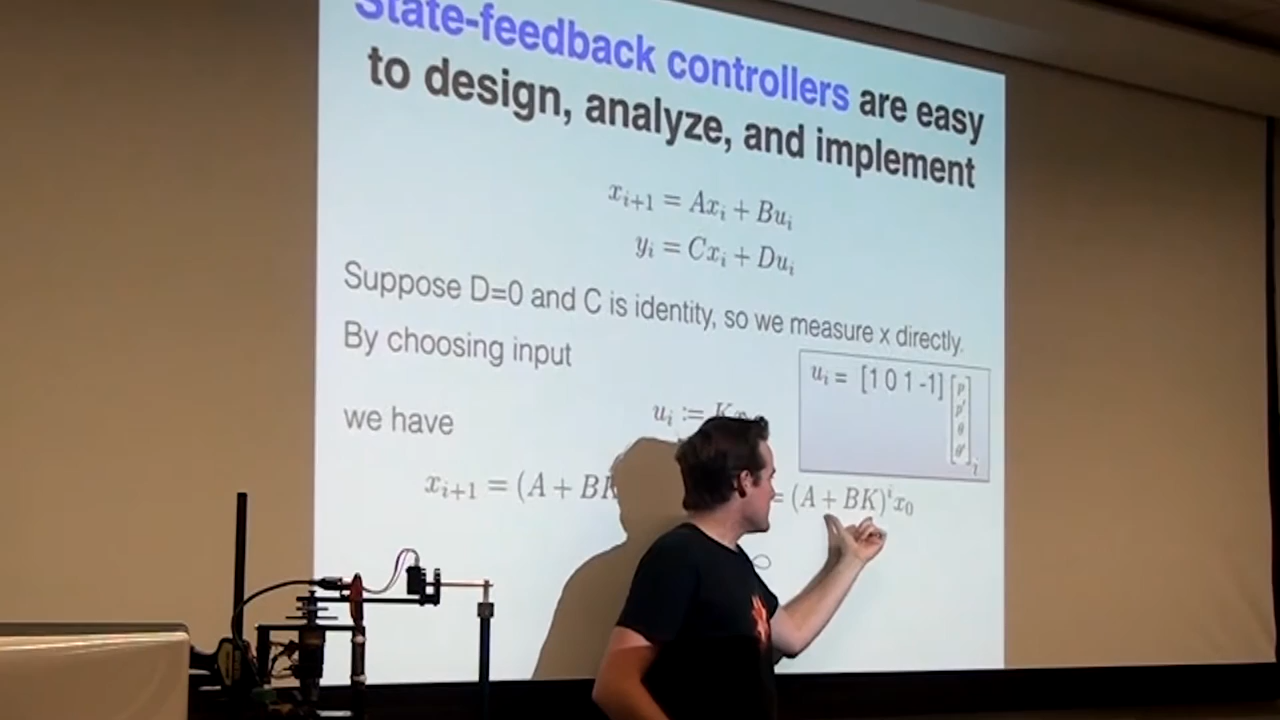 State-feedback controllers are easy
to design, analyze, and implement
x_{i+1} = Ax_i + Bu_i
y_i = Cx_i + Du_i
Suppose D=0 and C is identity, so we measure x directly.
By choosing input
u_i = [1 0 1 -1] [p p' θ θ']_i
u_i :=
we have
x_{i+1} = (A + BK
= (A + BK)^i x_0